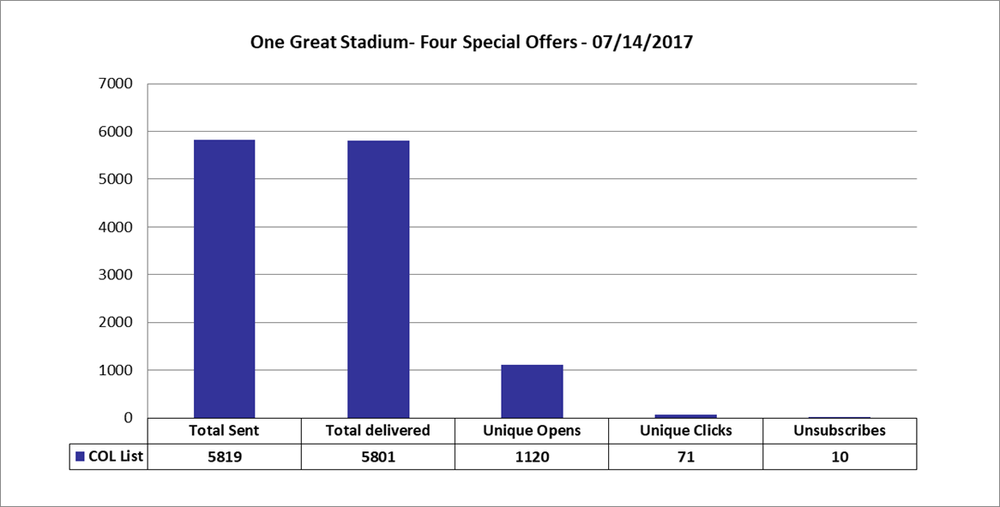 One Great Stadium- Four Special Offers - 07/14/2017
7000
6000
5000
4000
3000
2000
1000
0
Total Sent Total delivered Unique Opens Unique Clicks Unsubscribes
COL List 5819 5801 1120 71 10